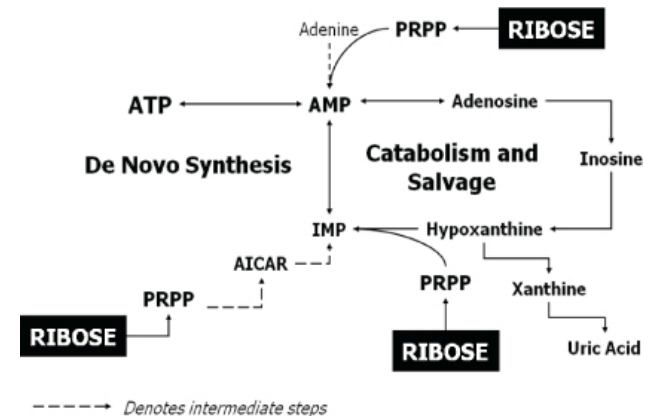 Adenine
PRPP
RIBOSE
ATP
AMP
Adenosine
De Novo Synthesis
Catabolism and
Salvage
Inosine
IMP
Hypoxanthine
AICAR
PRPP
PRPP
Xanthine
RIBOSE
RIBOSE
Uric Acid
Denotes intermediate steps